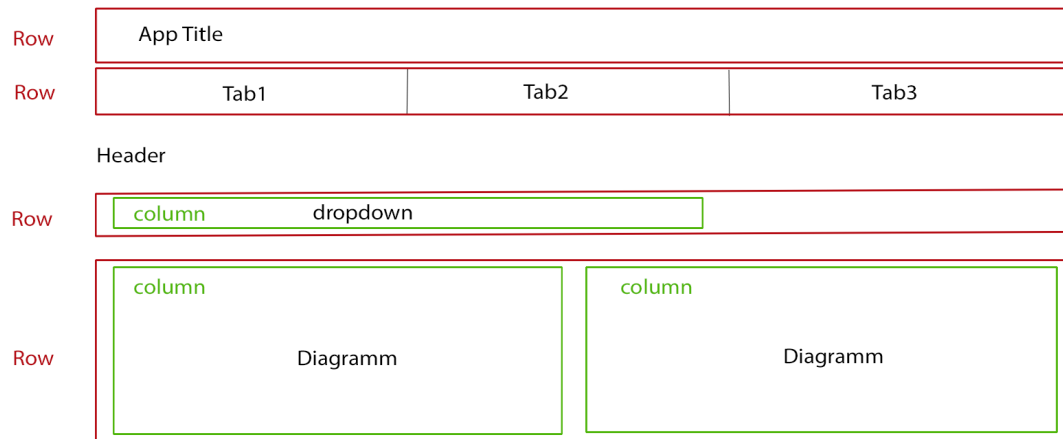 Row App Title
Row Tab1 Tab2 Tab3
Header
Row column dropdown
column column
Row Diagramm Diagramm